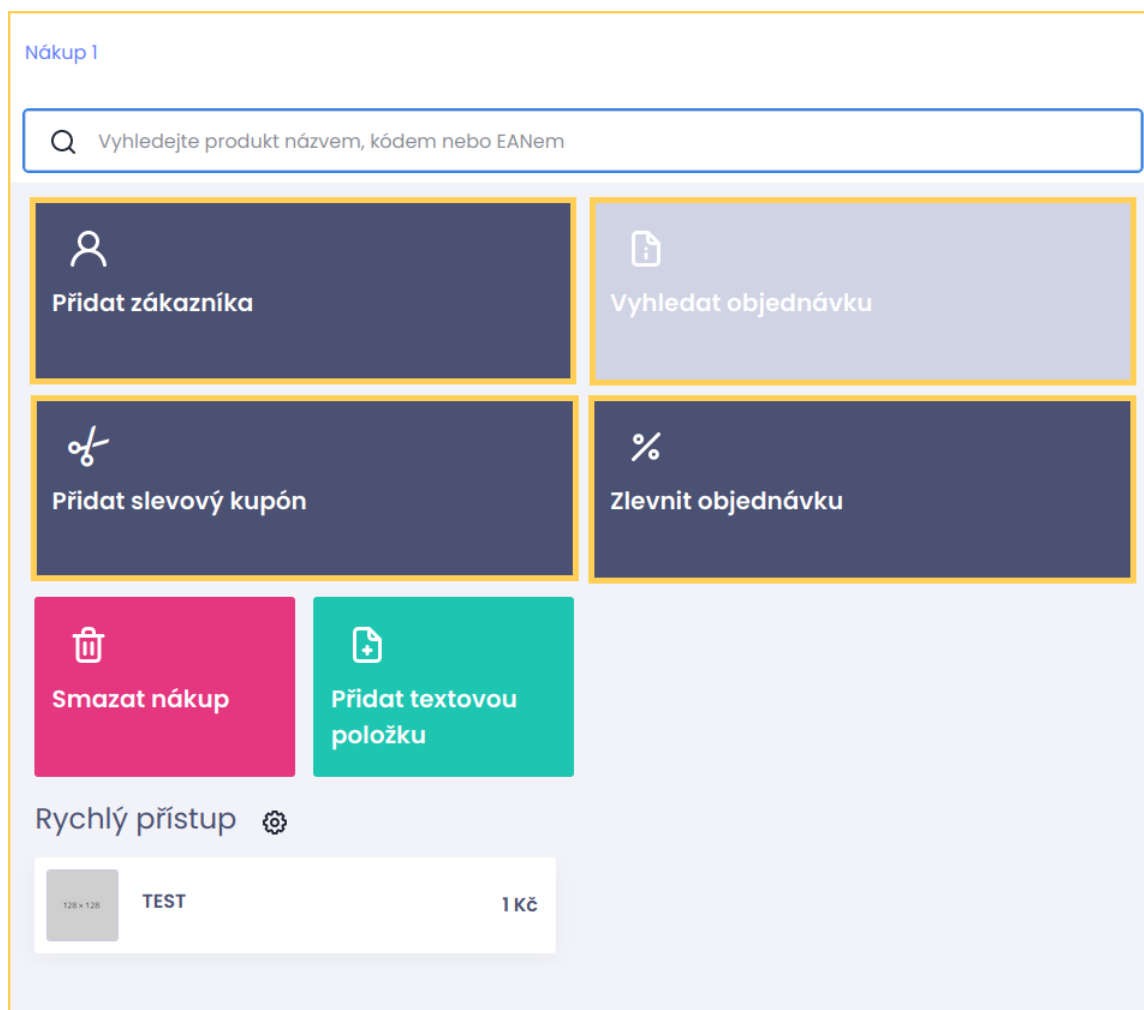 Nákup 1
Vyhledejte produkt názvem, kódem nebo EANem
Přidat zákazníka
Vyhledat objednávku
Přidat slevový kupón
Zlevnit objednávku
Smazat nákup
Přidat textovou
položku
Rychlý přístup
128 × 128
TEST
1 Kč